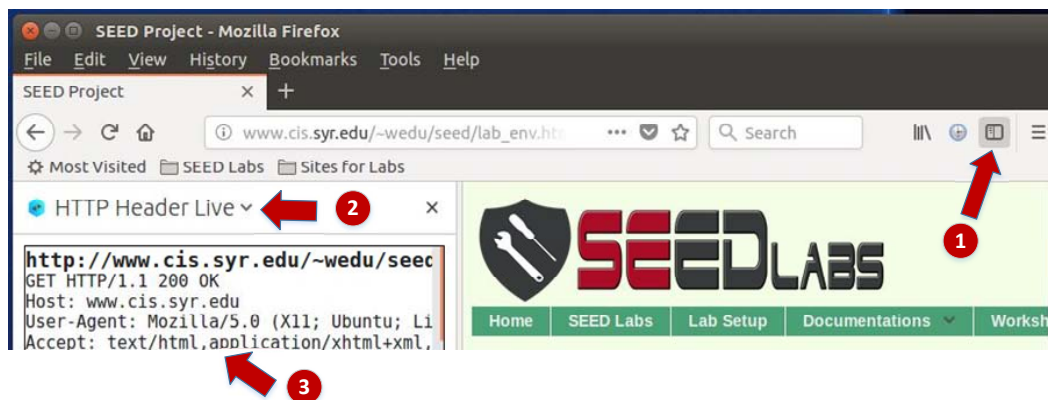 SEED Project - Mozilla Firefox
File Edit View History Bookmarks Tools Help
SEED Project
www.cis.syr.edu/~wedu/seed/lab_env.ht
Search
Most Visited SEED Labs Sites for Labs
HTTP Header Live
2
1
http://www.cis.syr.edu/~wedu/seed
GET HTTP/1.1 200 OK
Host: www.cis.syr.edu
User-Agent: Mozilla/5.0 (X11; Ubuntu; Li
Accept: text/html,application/xhtml+xml,
SEEDLABS
Home SEED Labs Lab Setup Documentations Worksh
3